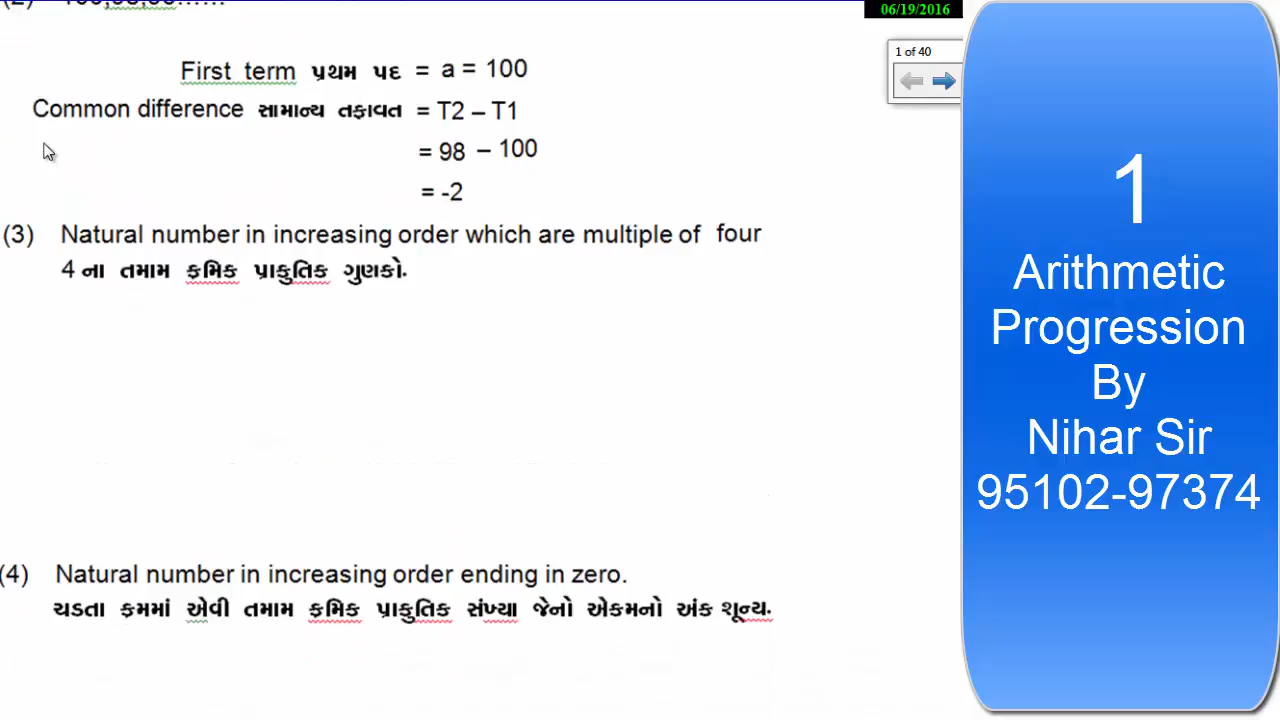 06/19/2016
1 of 40
First term પ્રથમ પદ = a = 100
Common difference સામાન્ય તફાવત = T2 – T1
= 98 – 100
= -2
(3) Natural number in increasing order which are multiple of four
4 ના તમામ ક્રમિક પ્રાકૃતિક ગુણકો.
(4) Natural number in increasing order ending in zero.
ચડતા ક્રમમાં એવી તમામ ક્રમિક પ્રાકૃતિક સંખ્યા જેનો એકમનો અંક શૂન્ય.
1
Arithmetic
Progression
By
Nihar Sir
95102-97374